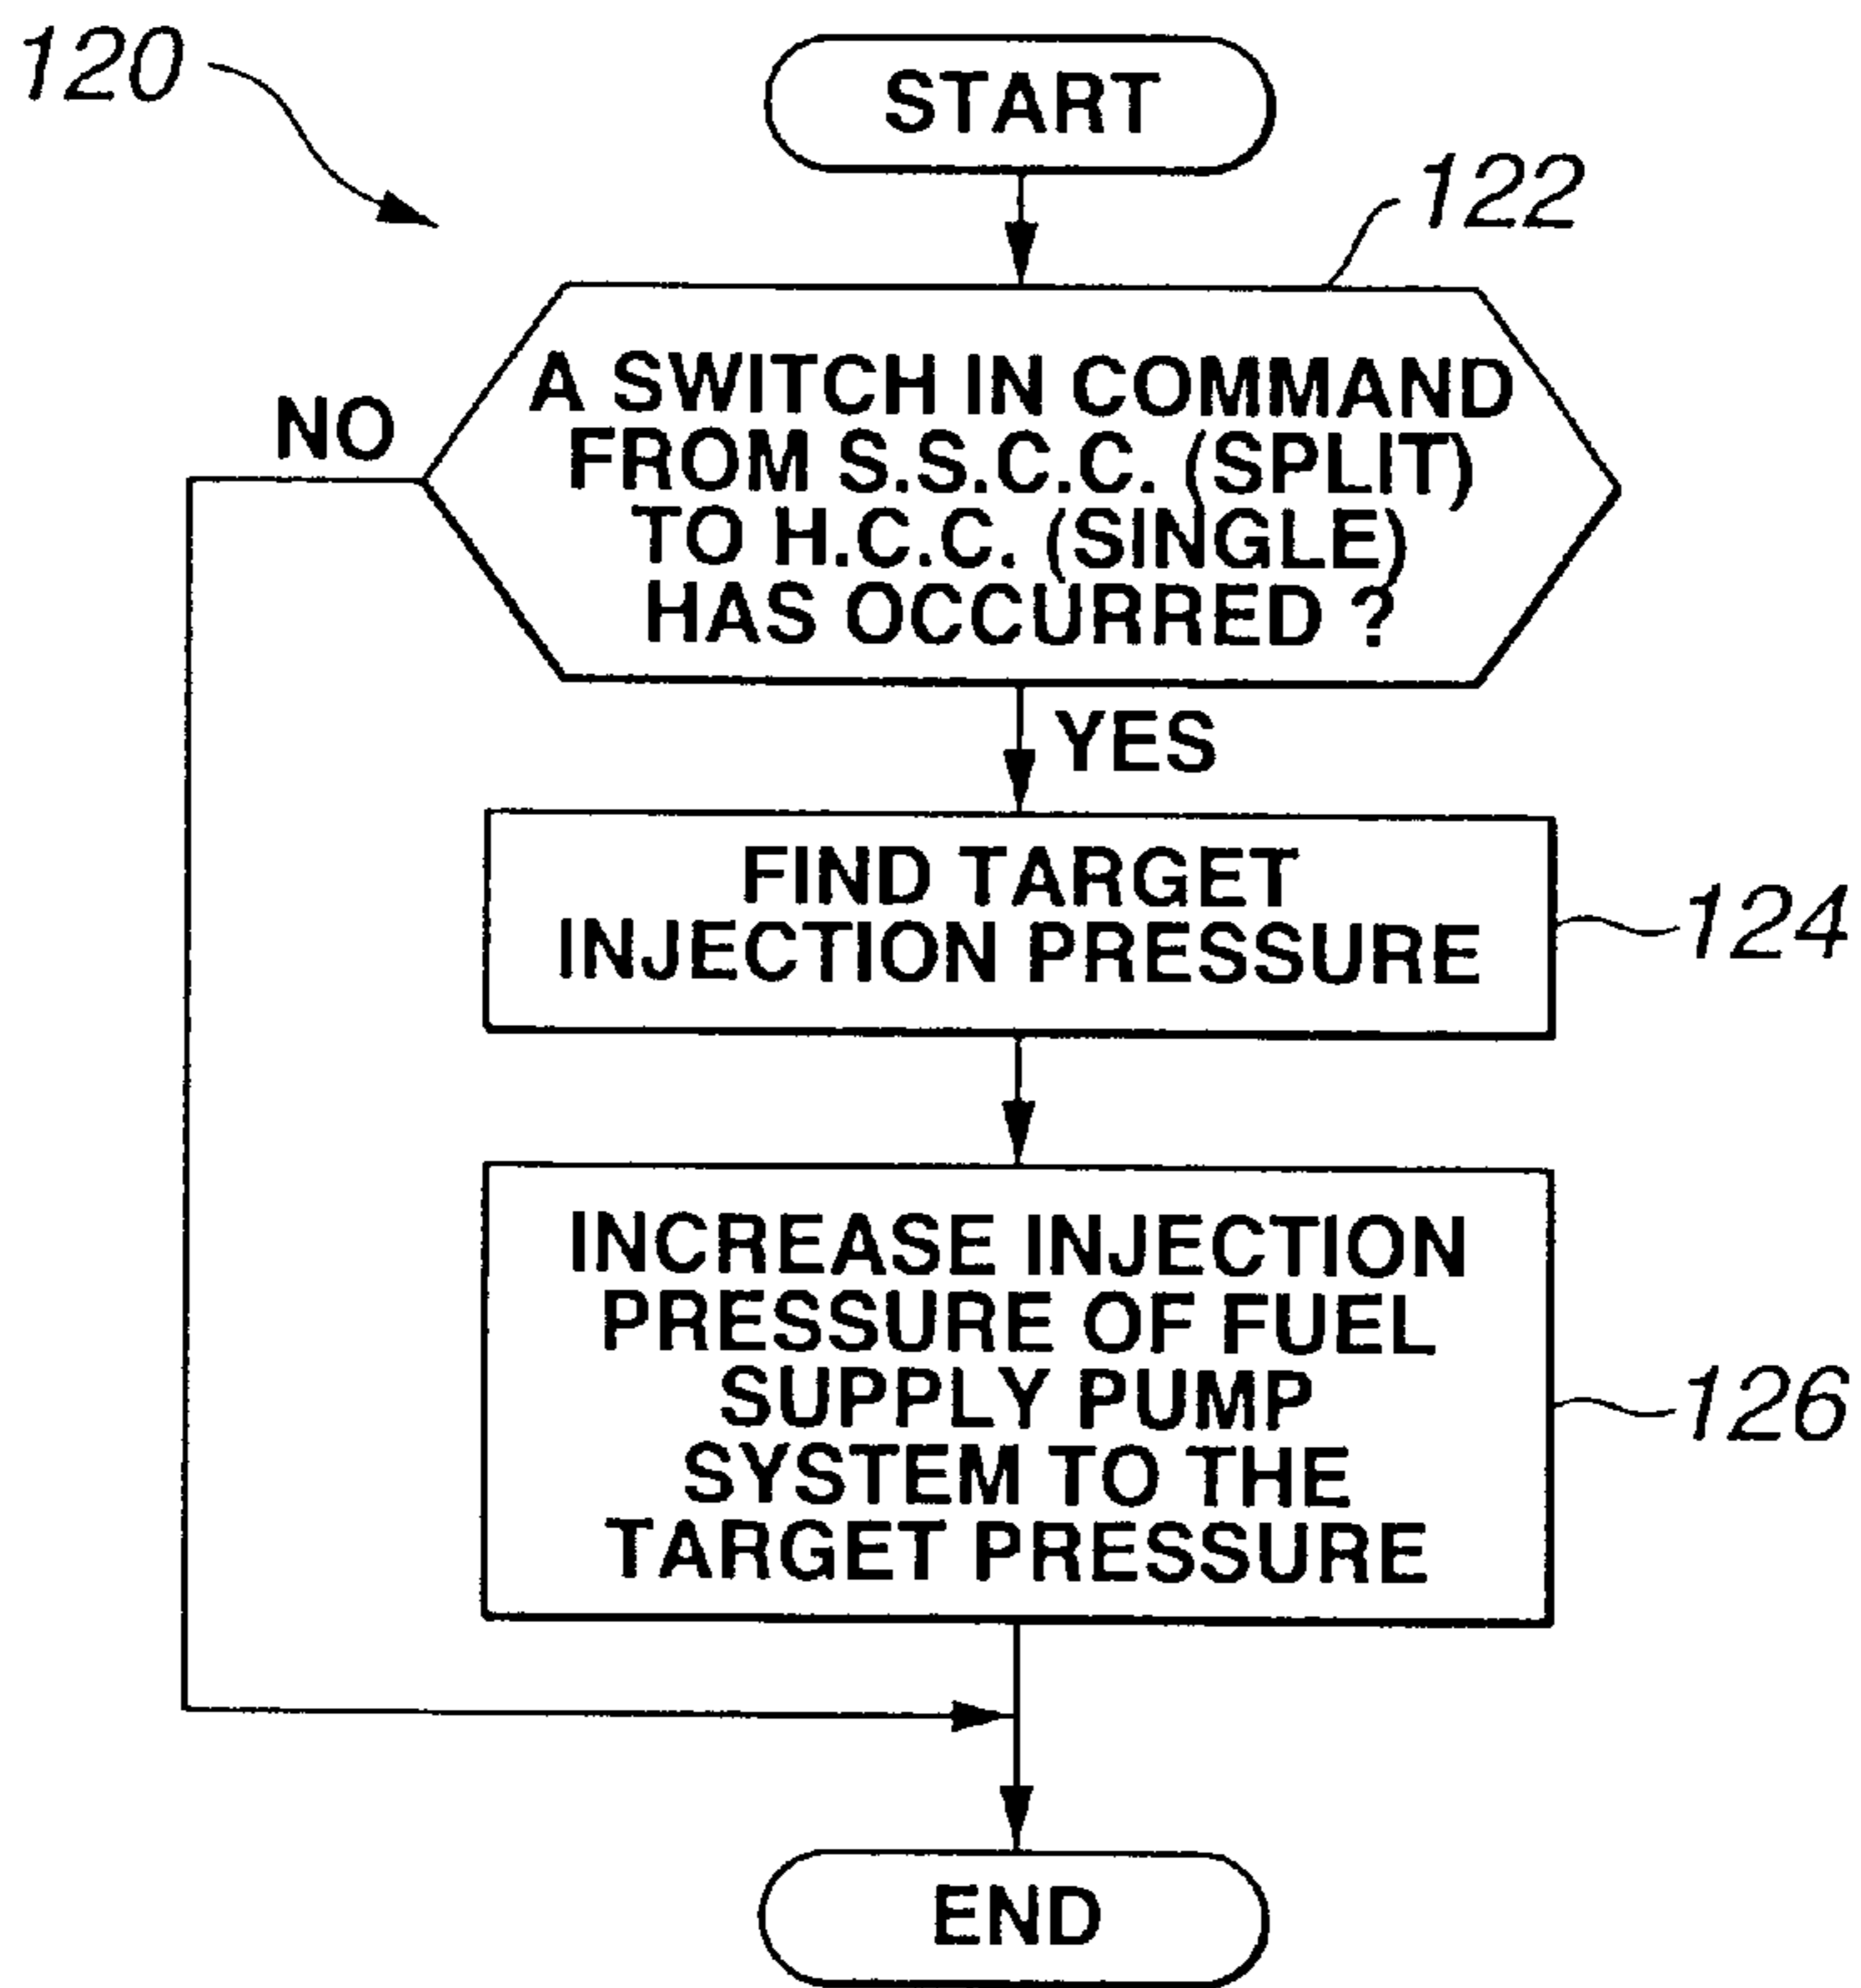 120
START
122
A SWITCH IN COMMAND
FROM S.S.C.C. (SPLIT)
TO H.C.C. (SINGLE)
HAS OCCURRED ?
NO
YES
FIND TARGET
INJECTION PRESSURE
124
INCREASE INJECTION
PRESSURE OF FUEL
SUPPLY PUMP
SYSTEM TO THE
TARGET PRESSURE
126
END